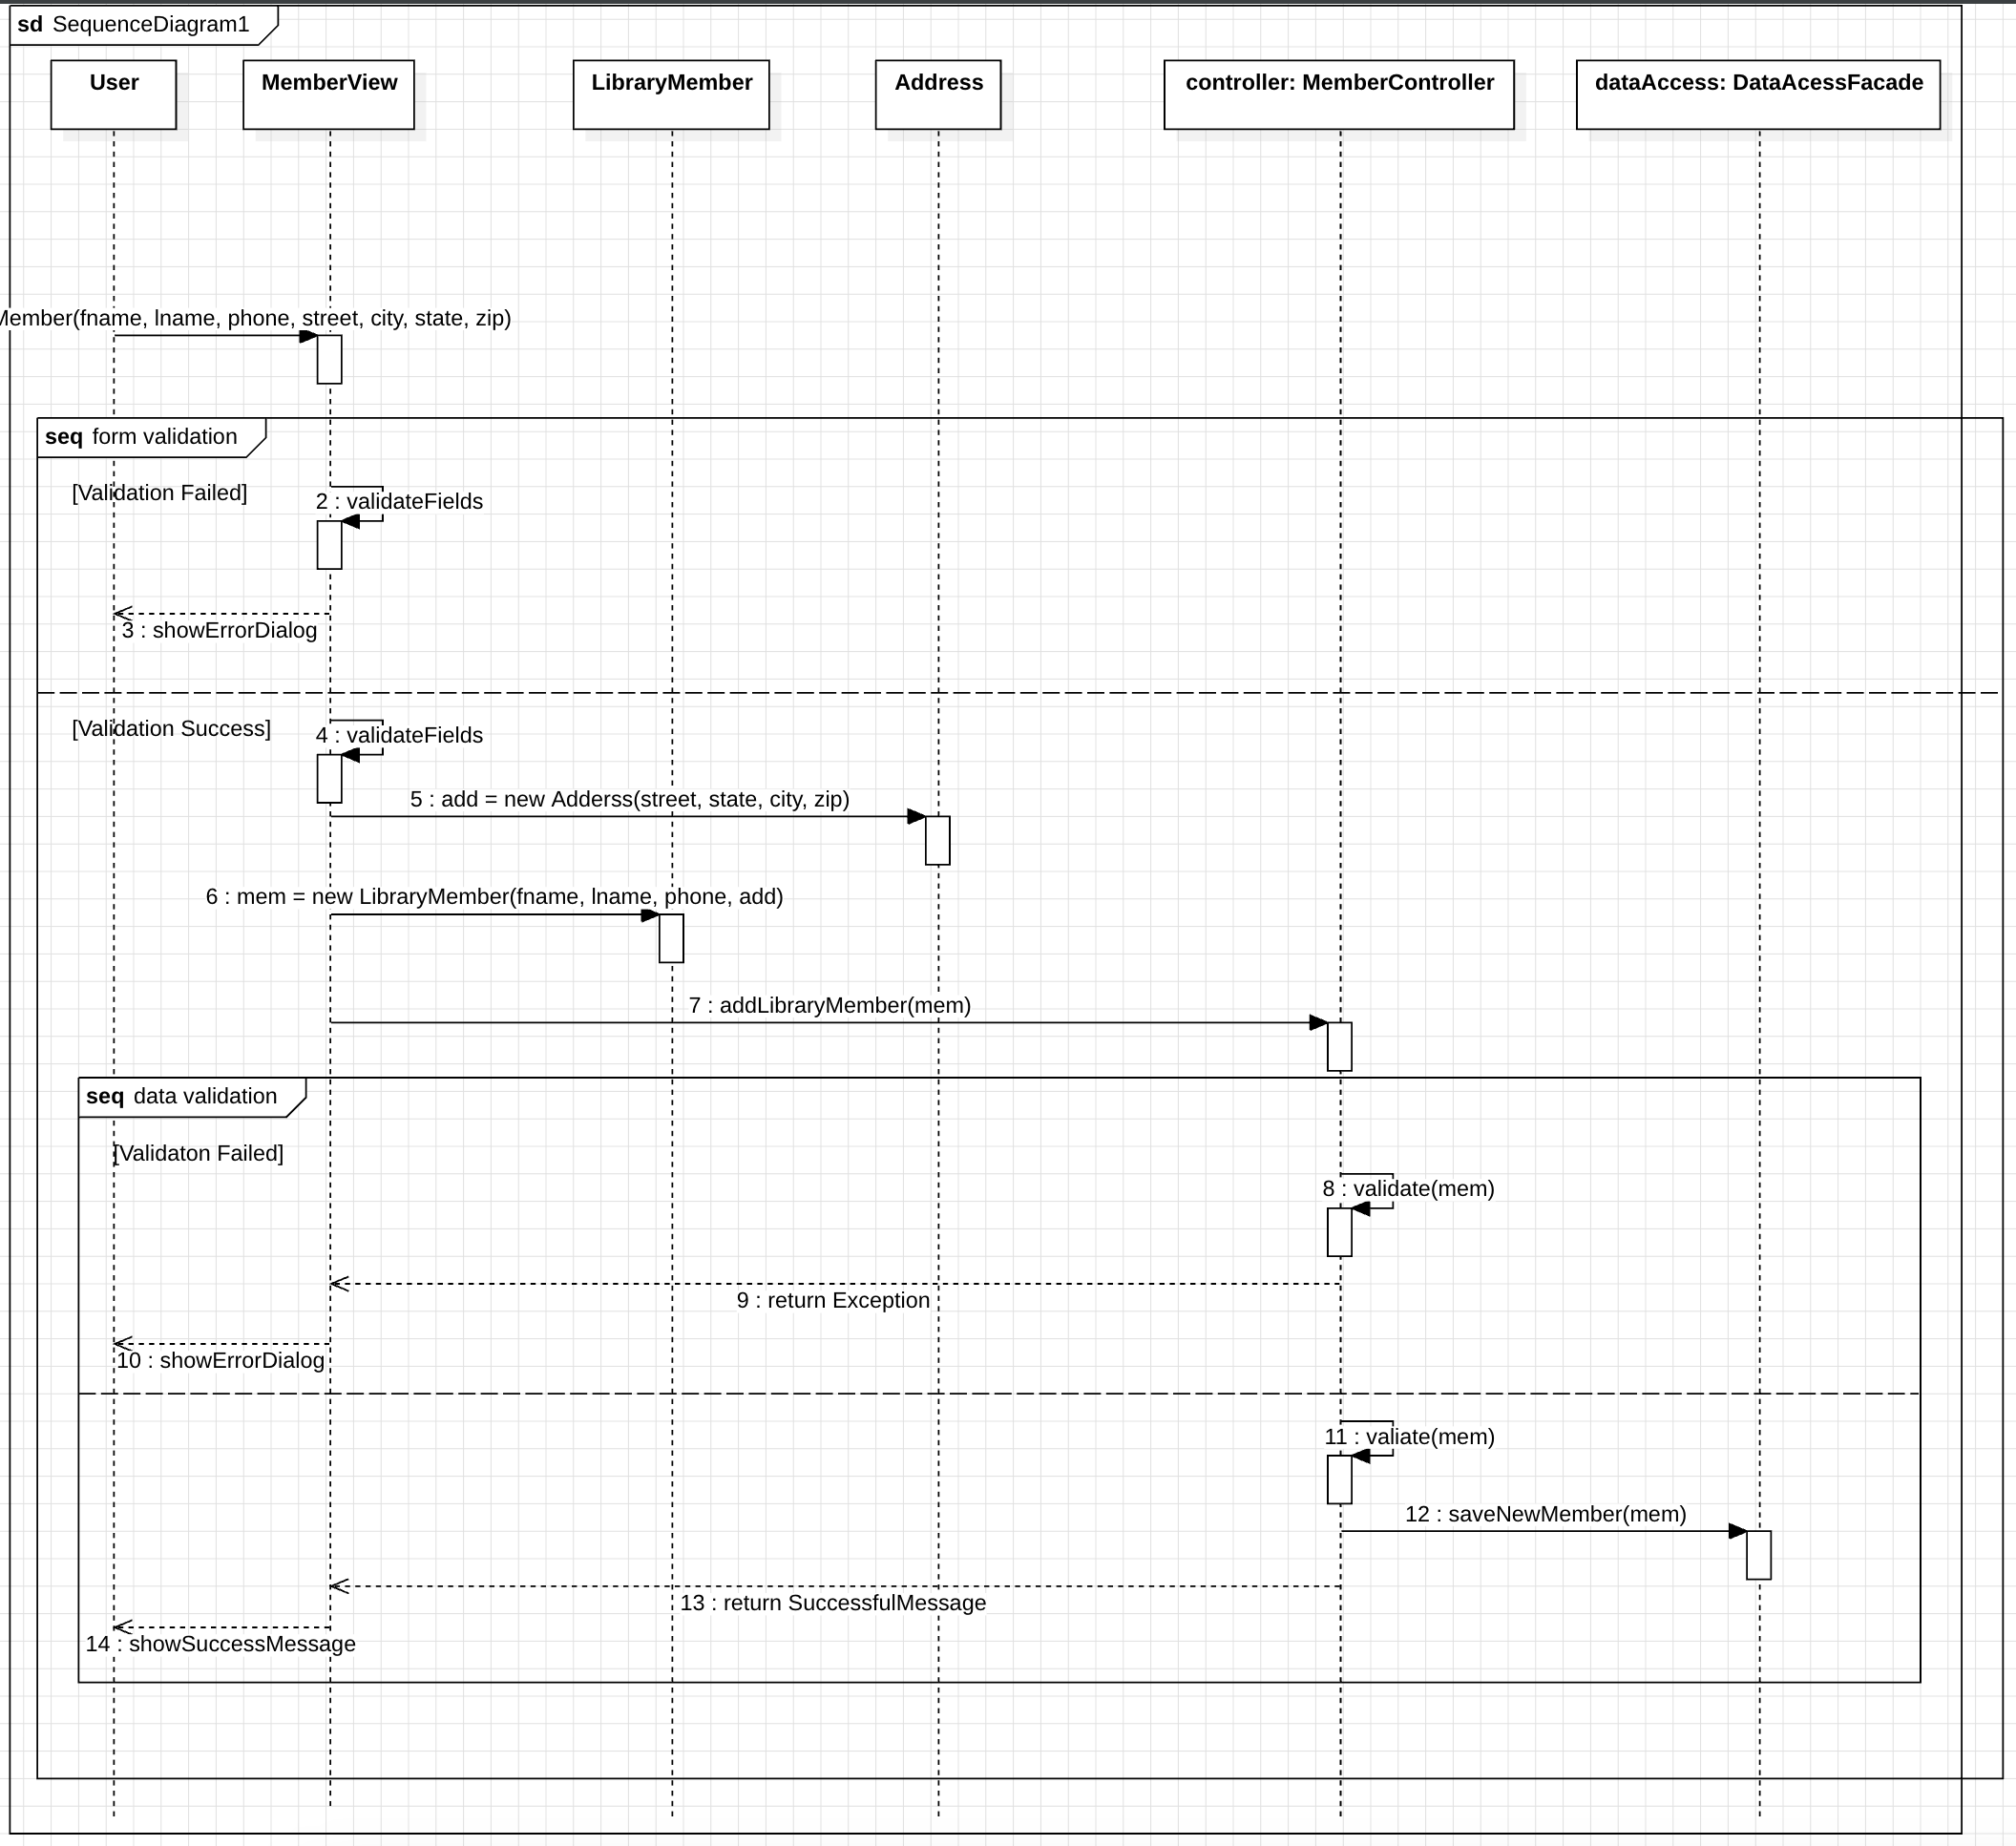 sd SequenceDiagram1
User
MemberView
LibraryMember
Address
controller: MemberController
dataAccess: DataAcessFacade
Member(fname, lname, phone, street, city, state, zip)
seq form validation
[Validation Failed]
2 : validateFields
3 : showErrorDialog
[Validation Success]
4 : validateFields
5 : add = new Adderss(street, state, city, zip)
6 : mem = new LibraryMember(fname, lname, phone, add)
7 : addLibraryMember(mem)
seq data validation
[Validaton Failed]
8 : validate(mem)
9 : return Exception
10 : showErrorDialog
11 : valiate(mem)
12 : saveNewMember(mem)
13 : return SuccessfulMessage
14 : showSuccessMessage